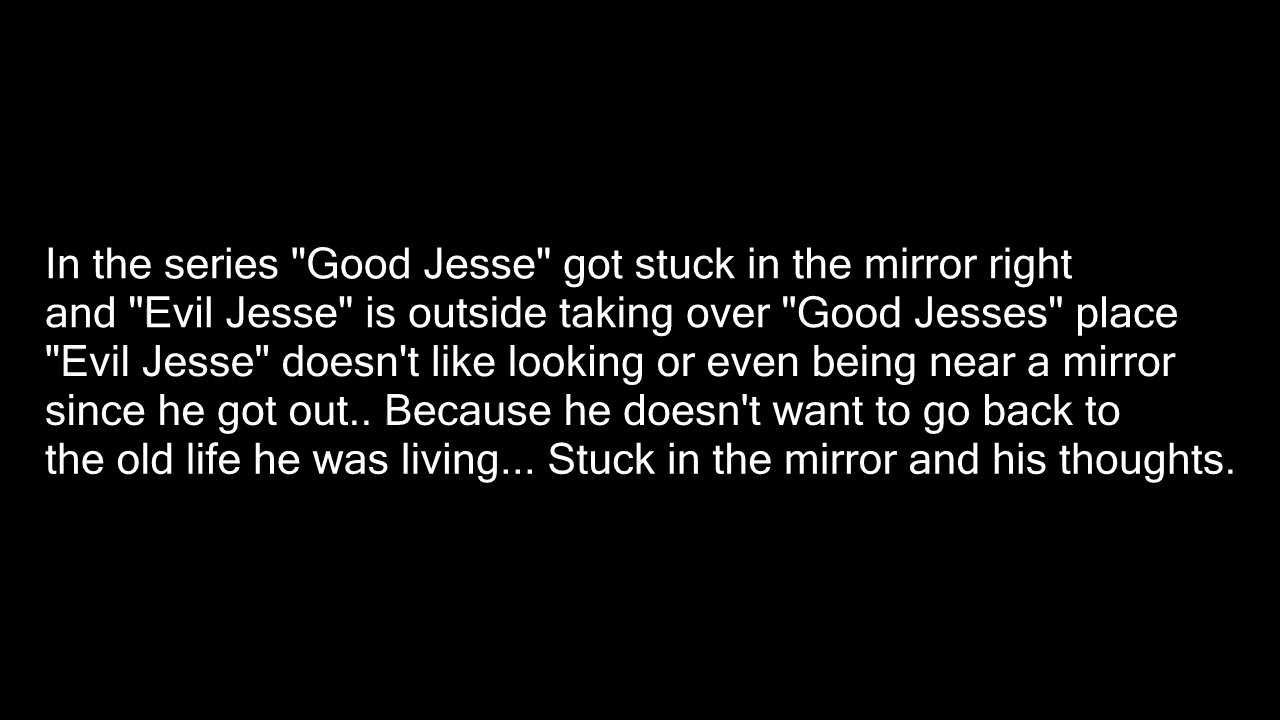 In the series "Good Jesse" got stuck in the mirror right
and "Evil Jesse" is outside taking over "Good Jesses" place
"Evil Jesse" doesn't like looking or even being near a mirror
since he got out.. Because he doesn't want to go back to
the old life he was living... Stuck in the mirror and his thoughts.